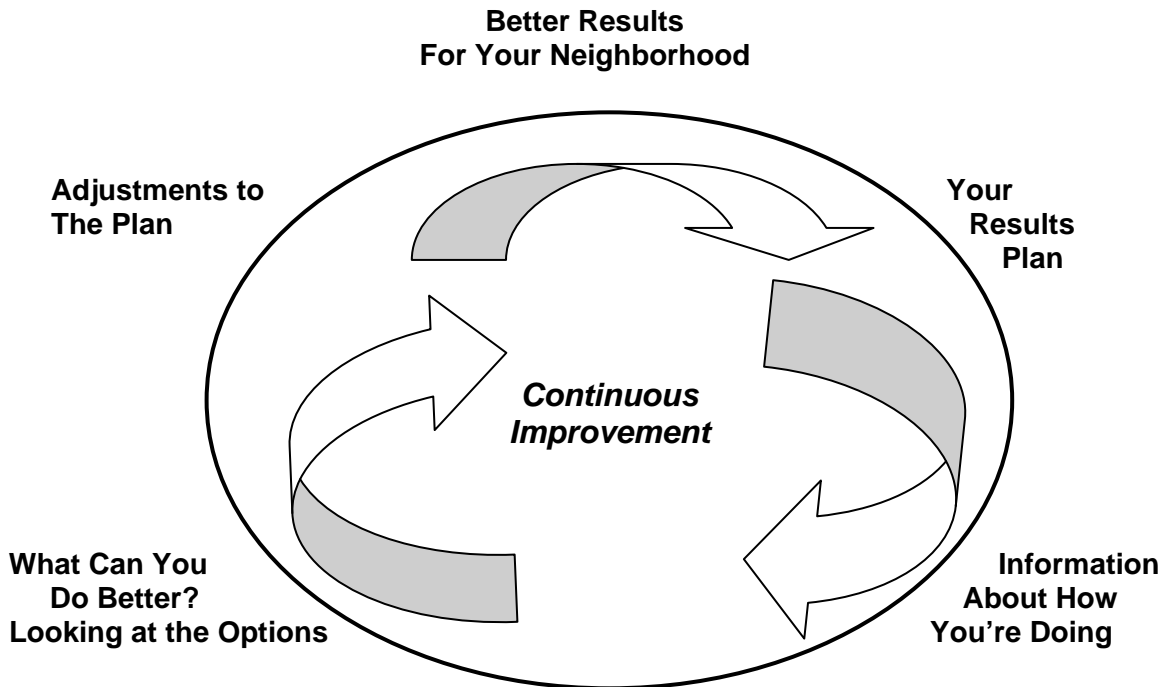 Better Results
For Your Neighborhood
Adjustments to
The Plan
Your
Results
Plan
Continuous
Improvement
What Can You
Do Better?
Looking at the Options
Information
About How
You're Doing